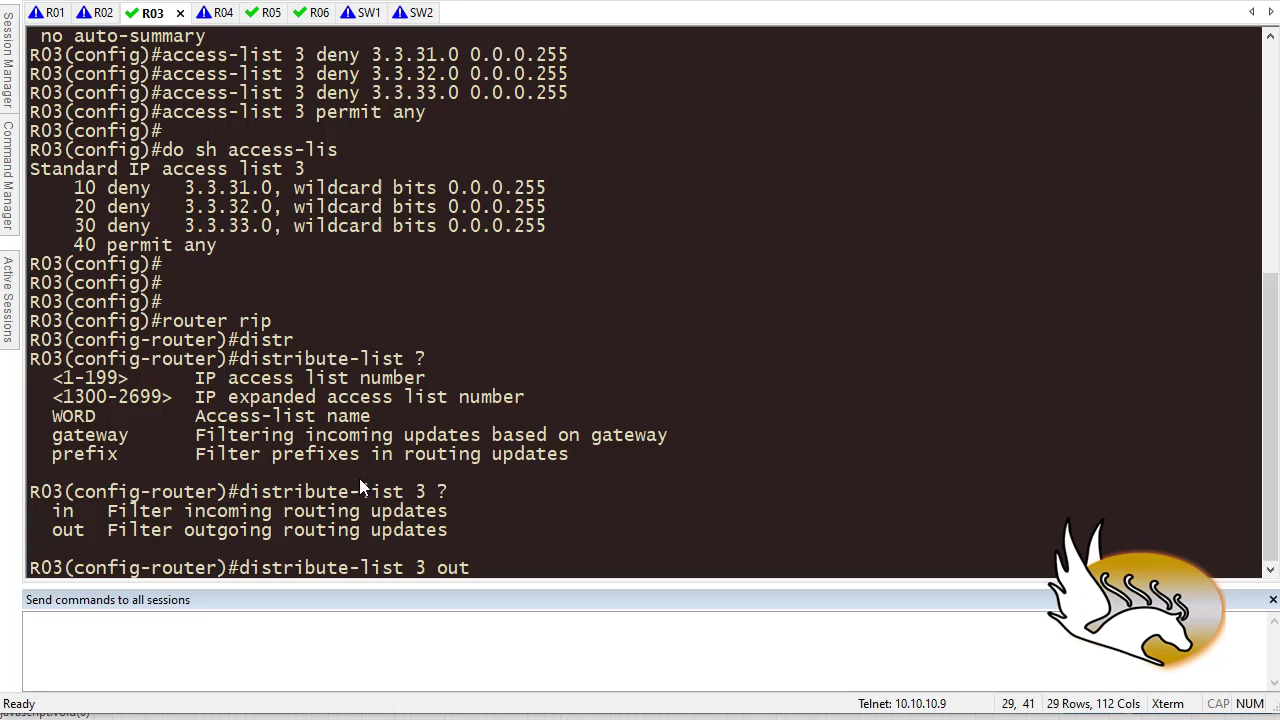 R01 R02 R03 R04 R05 R06 SW1 SW2
Session Manager
Command Manager
Active Sessions
no auto-summary
R03(config)#access-list 3 deny 3.3.31.0 0.0.0.255
R03(config)#access-list 3 deny 3.3.32.0 0.0.0.255
R03(config)#access-list 3 deny 3.3.33.0 0.0.0.255
R03(config)#access-list 3 permit any
R03(config)#
R03(config)#do sh access-lis
Standard IP access list 3
10 deny 3.3.31.0, wildcard bits 0.0.0.255
20 deny 3.3.32.0, wildcard bits 0.0.0.255
30 deny 3.3.33.0, wildcard bits 0.0.0.255
40 permit any
R03(config)#
R03(config)#
R03(config)#
R03(config)#router rip
R03(config-router)#distr
R03(config-router)#distribute-list ?
<1-199> IP access list number
<1300-2699> IP expanded access list number
WORD Access-list name
gateway Filtering incoming updates based on gateway
prefix Filter prefixes in routing updates
R03(config-router)#distribute-list 3 ?
in Filter incoming routing updates
out Filter outgoing routing updates
R03(config-router)#distribute-list 3 out
Send commands to all sessions
Ready Telnet: 10.10.10.9 29, 41 29 Rows, 112 Cols Xterm CAP NUM